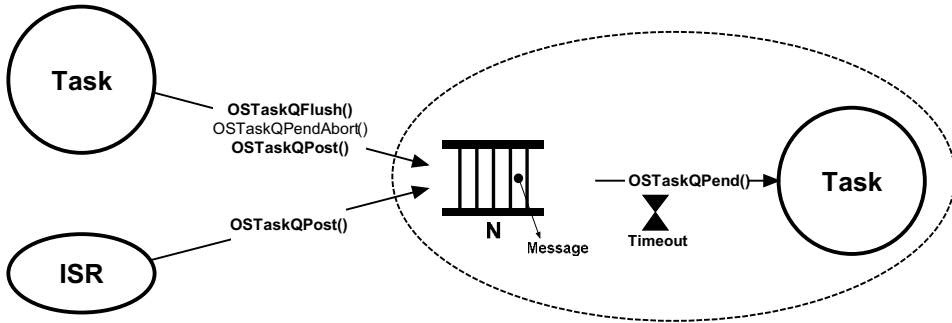 Task
OSTaskQFlush()
OSTaskQPendAbort()
OSTaskQPost()
OSTaskQPend()
Task
Timeout
N
Message
OSTaskQPost()
ISR